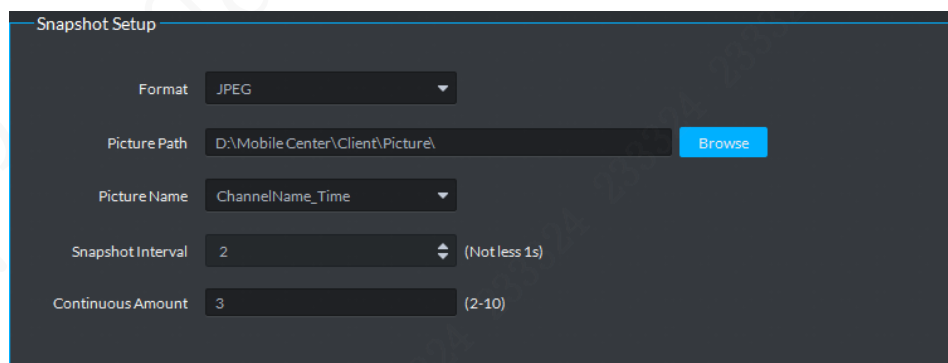 Snapshot Setup
Format JPEG
Picture Path D:\Mobile Center\Client\Picture\ Browse
Picture Name ChannelName_Time
Snapshot Interval 2 (Not less 1s)
Continuous Amount 3 (2-10)